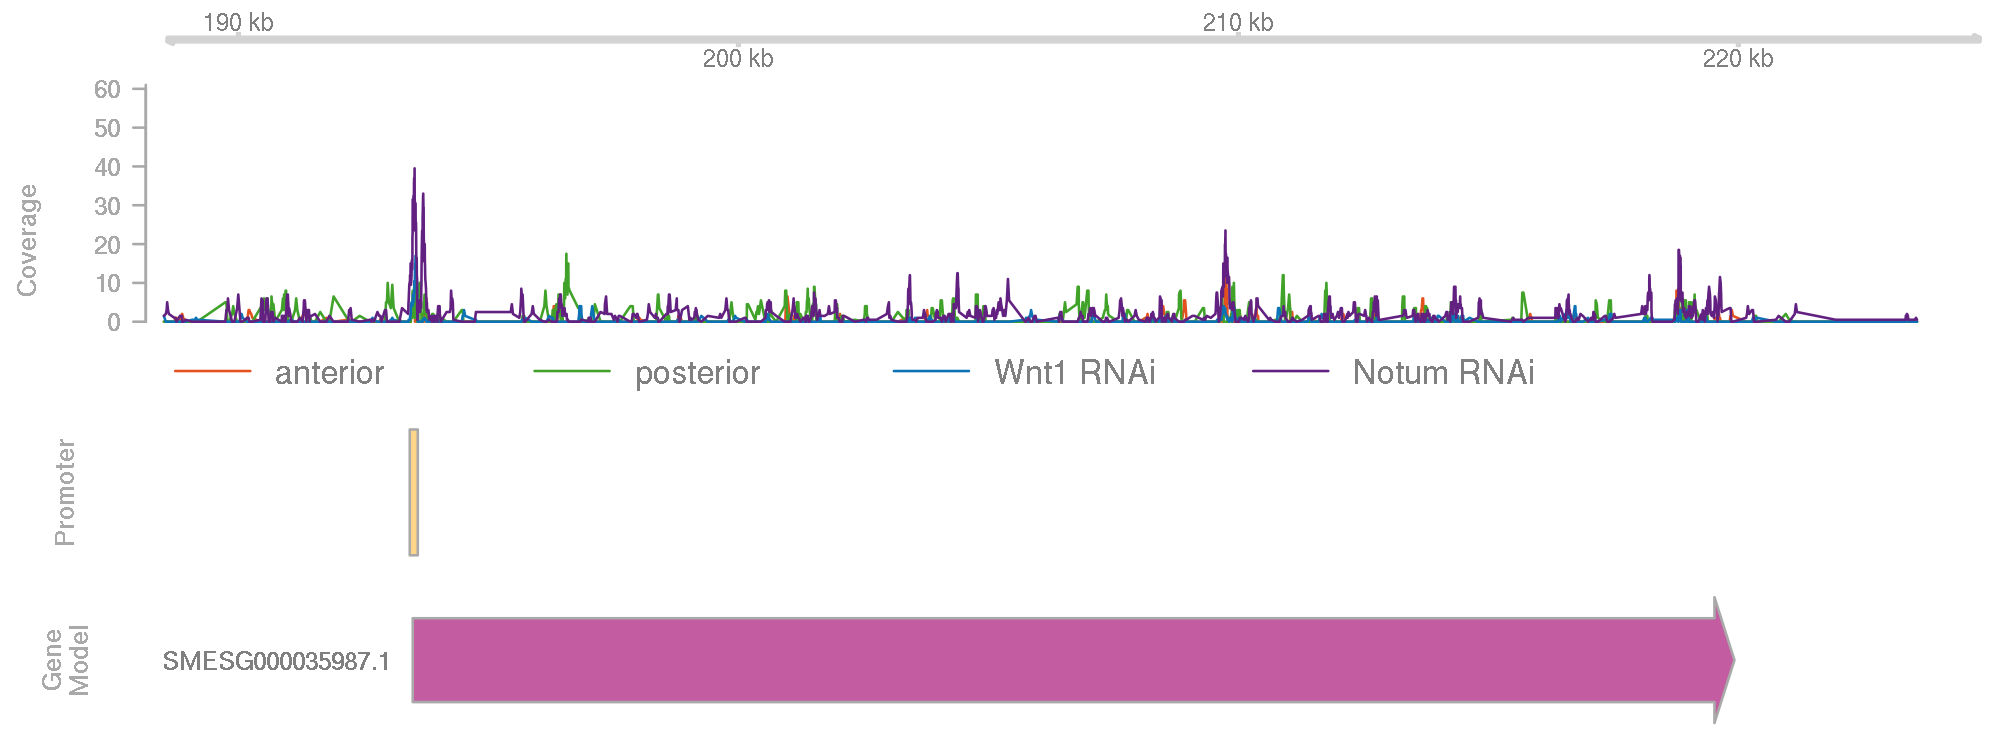 190 kb
210 kb
200 kb
220 kb
60
50
40
30
20
10
0
Coverage
anterior
posterior
Wnt1 RNAi
Notum RNAi
Promoter
Gene
Model
SMESG000035987.1